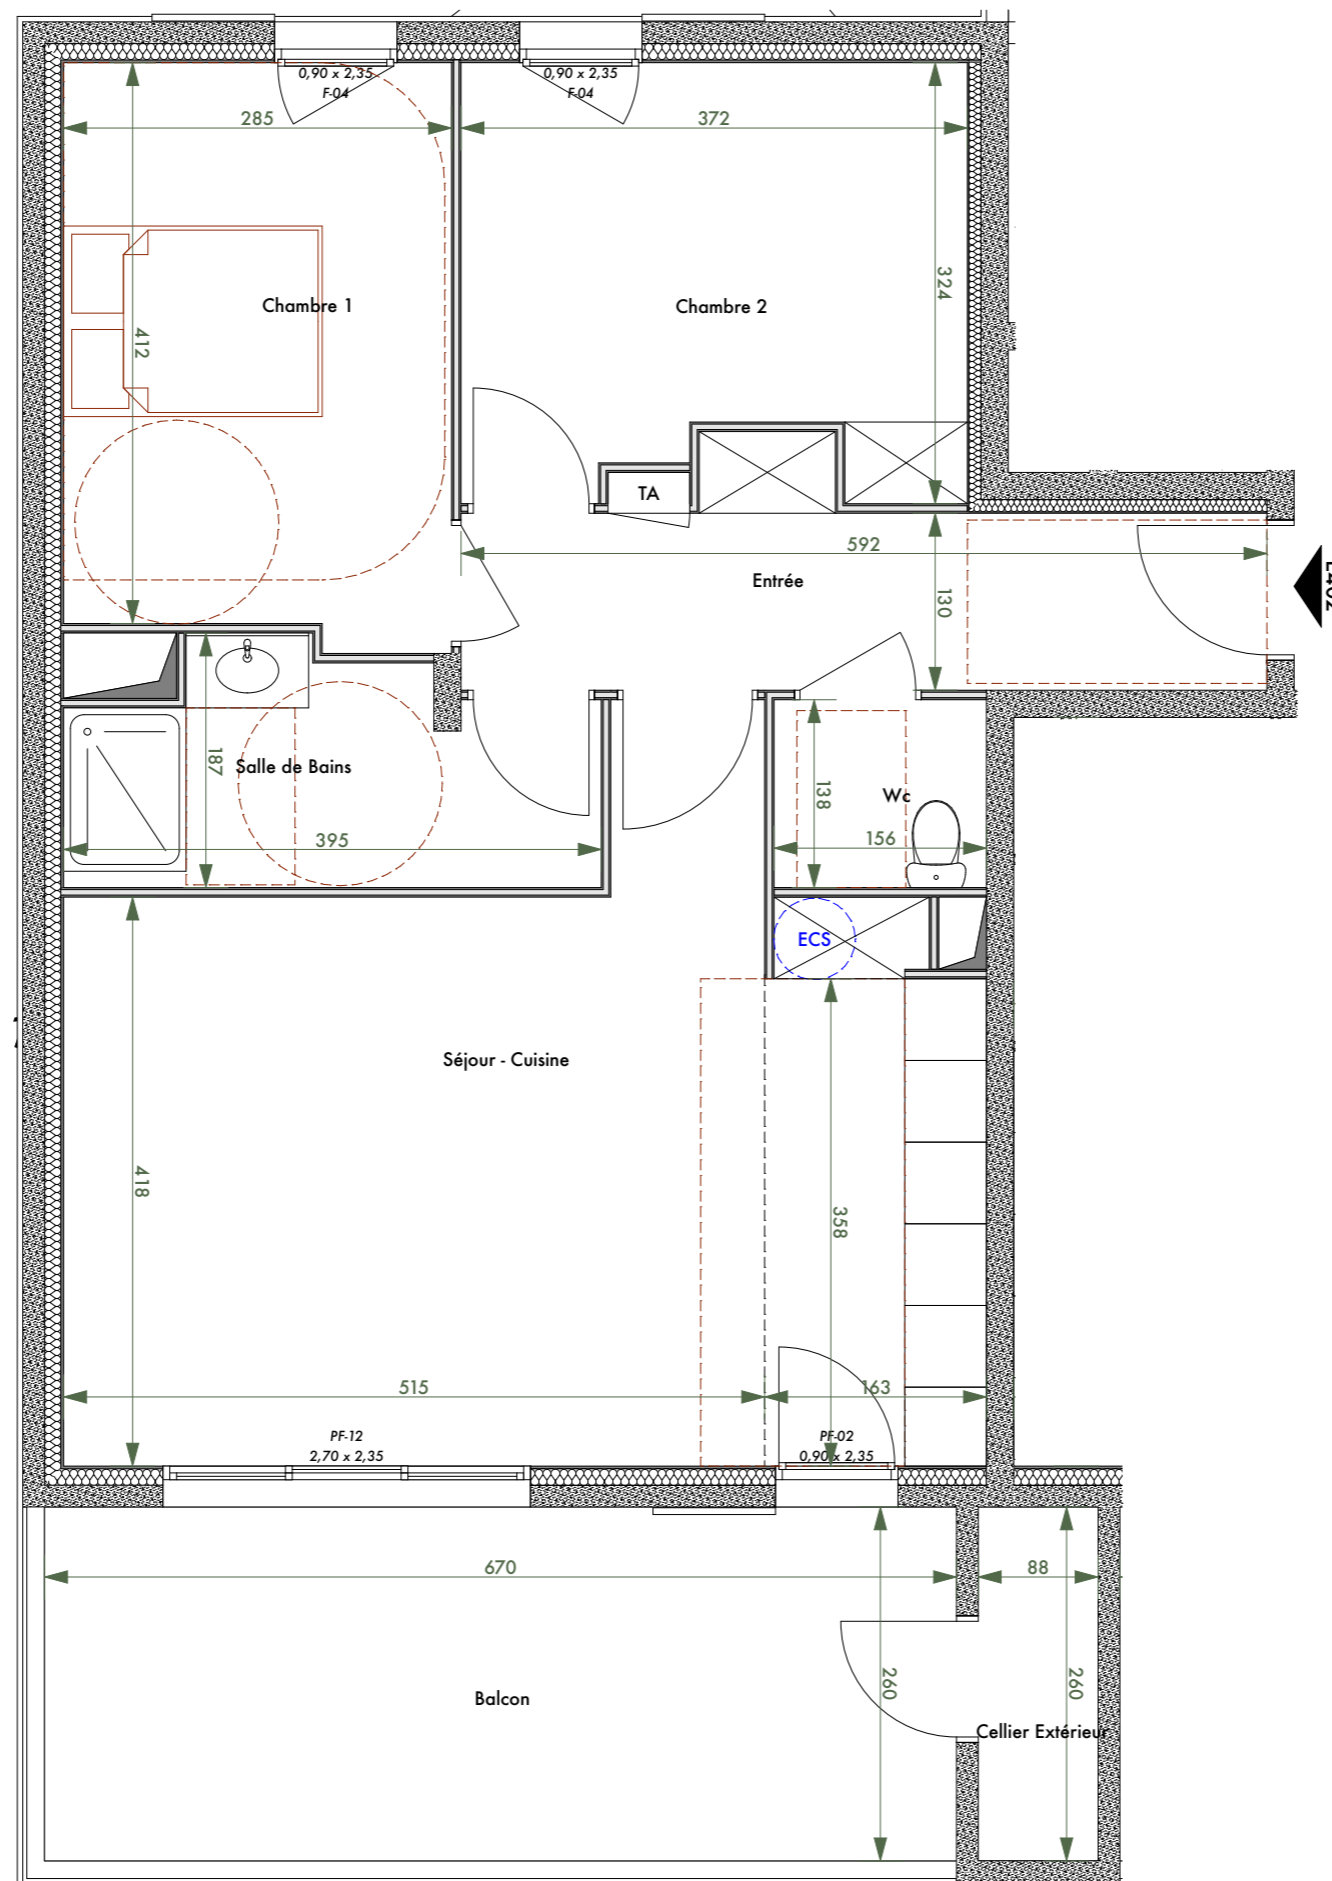 0,90 x 2,35
F-04
0,90 x 2,35
F-04
285
372
324
Chambre 1
Chambre 2
412
TA
592
Entrée
130
187
Salle de Bains
138
Wc
395
156
ECS
Séjour - Cuisine
418
358
515
163
PF-12
2,70 x 2,35
PF-02
0,90 x 2,35
670
88
260
260
Balcon
Cellier Extérieur